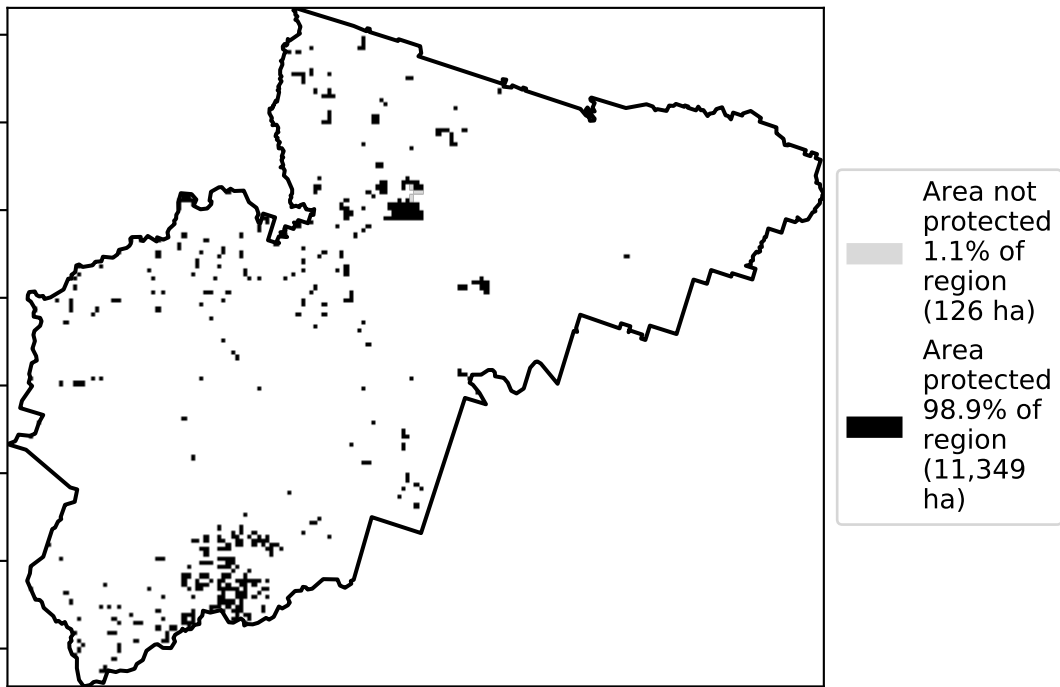 Area not
protected
1.1% of
region
(126 ha)
Area
protected
98.9% of
region
(11,349
ha)